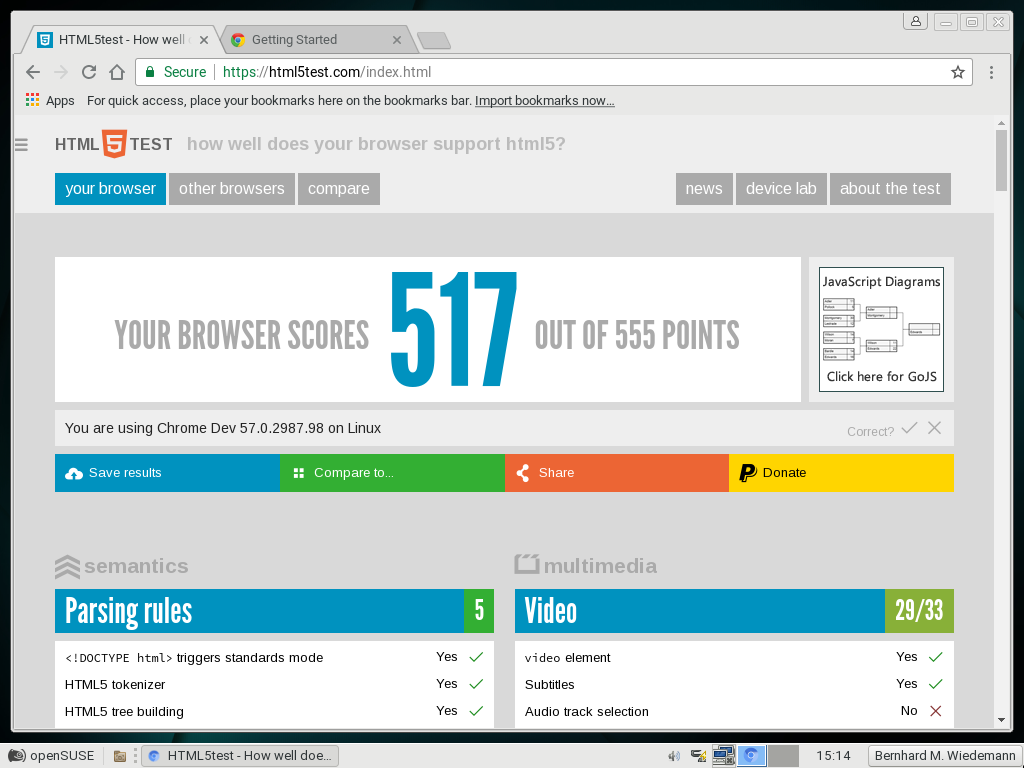 HTML5test - How well
Getting Started
Secure
https://html5test.com/index.html
Apps
For quick access, place your bookmarks here on the bookmarks bar. Import bookmarks now...
HTML 5 TEST
how well does your browser support html5?
your browser
other browsers
compare
news
device lab
about the test
YOUR BROWSER SCORES 517 OUT OF 555 POINTS
JavaScript Diagrams
Click here for GoJS
You are using Chrome Dev 57.0.2987.98 on Linux
Correct?
Save results
Compare to...
Share
Donate
semantics
Parsing rules 5
<!DOCTYPE html> triggers standards mode Yes
HTML5 tokenizer Yes
HTML5 tree building Yes
multimedia
Video 29/33
video element Yes
Subtitles Yes
Audio track selection No
openSUSE
HTML5test - How well doe...
15:14
Bernhard M. Wiedemann